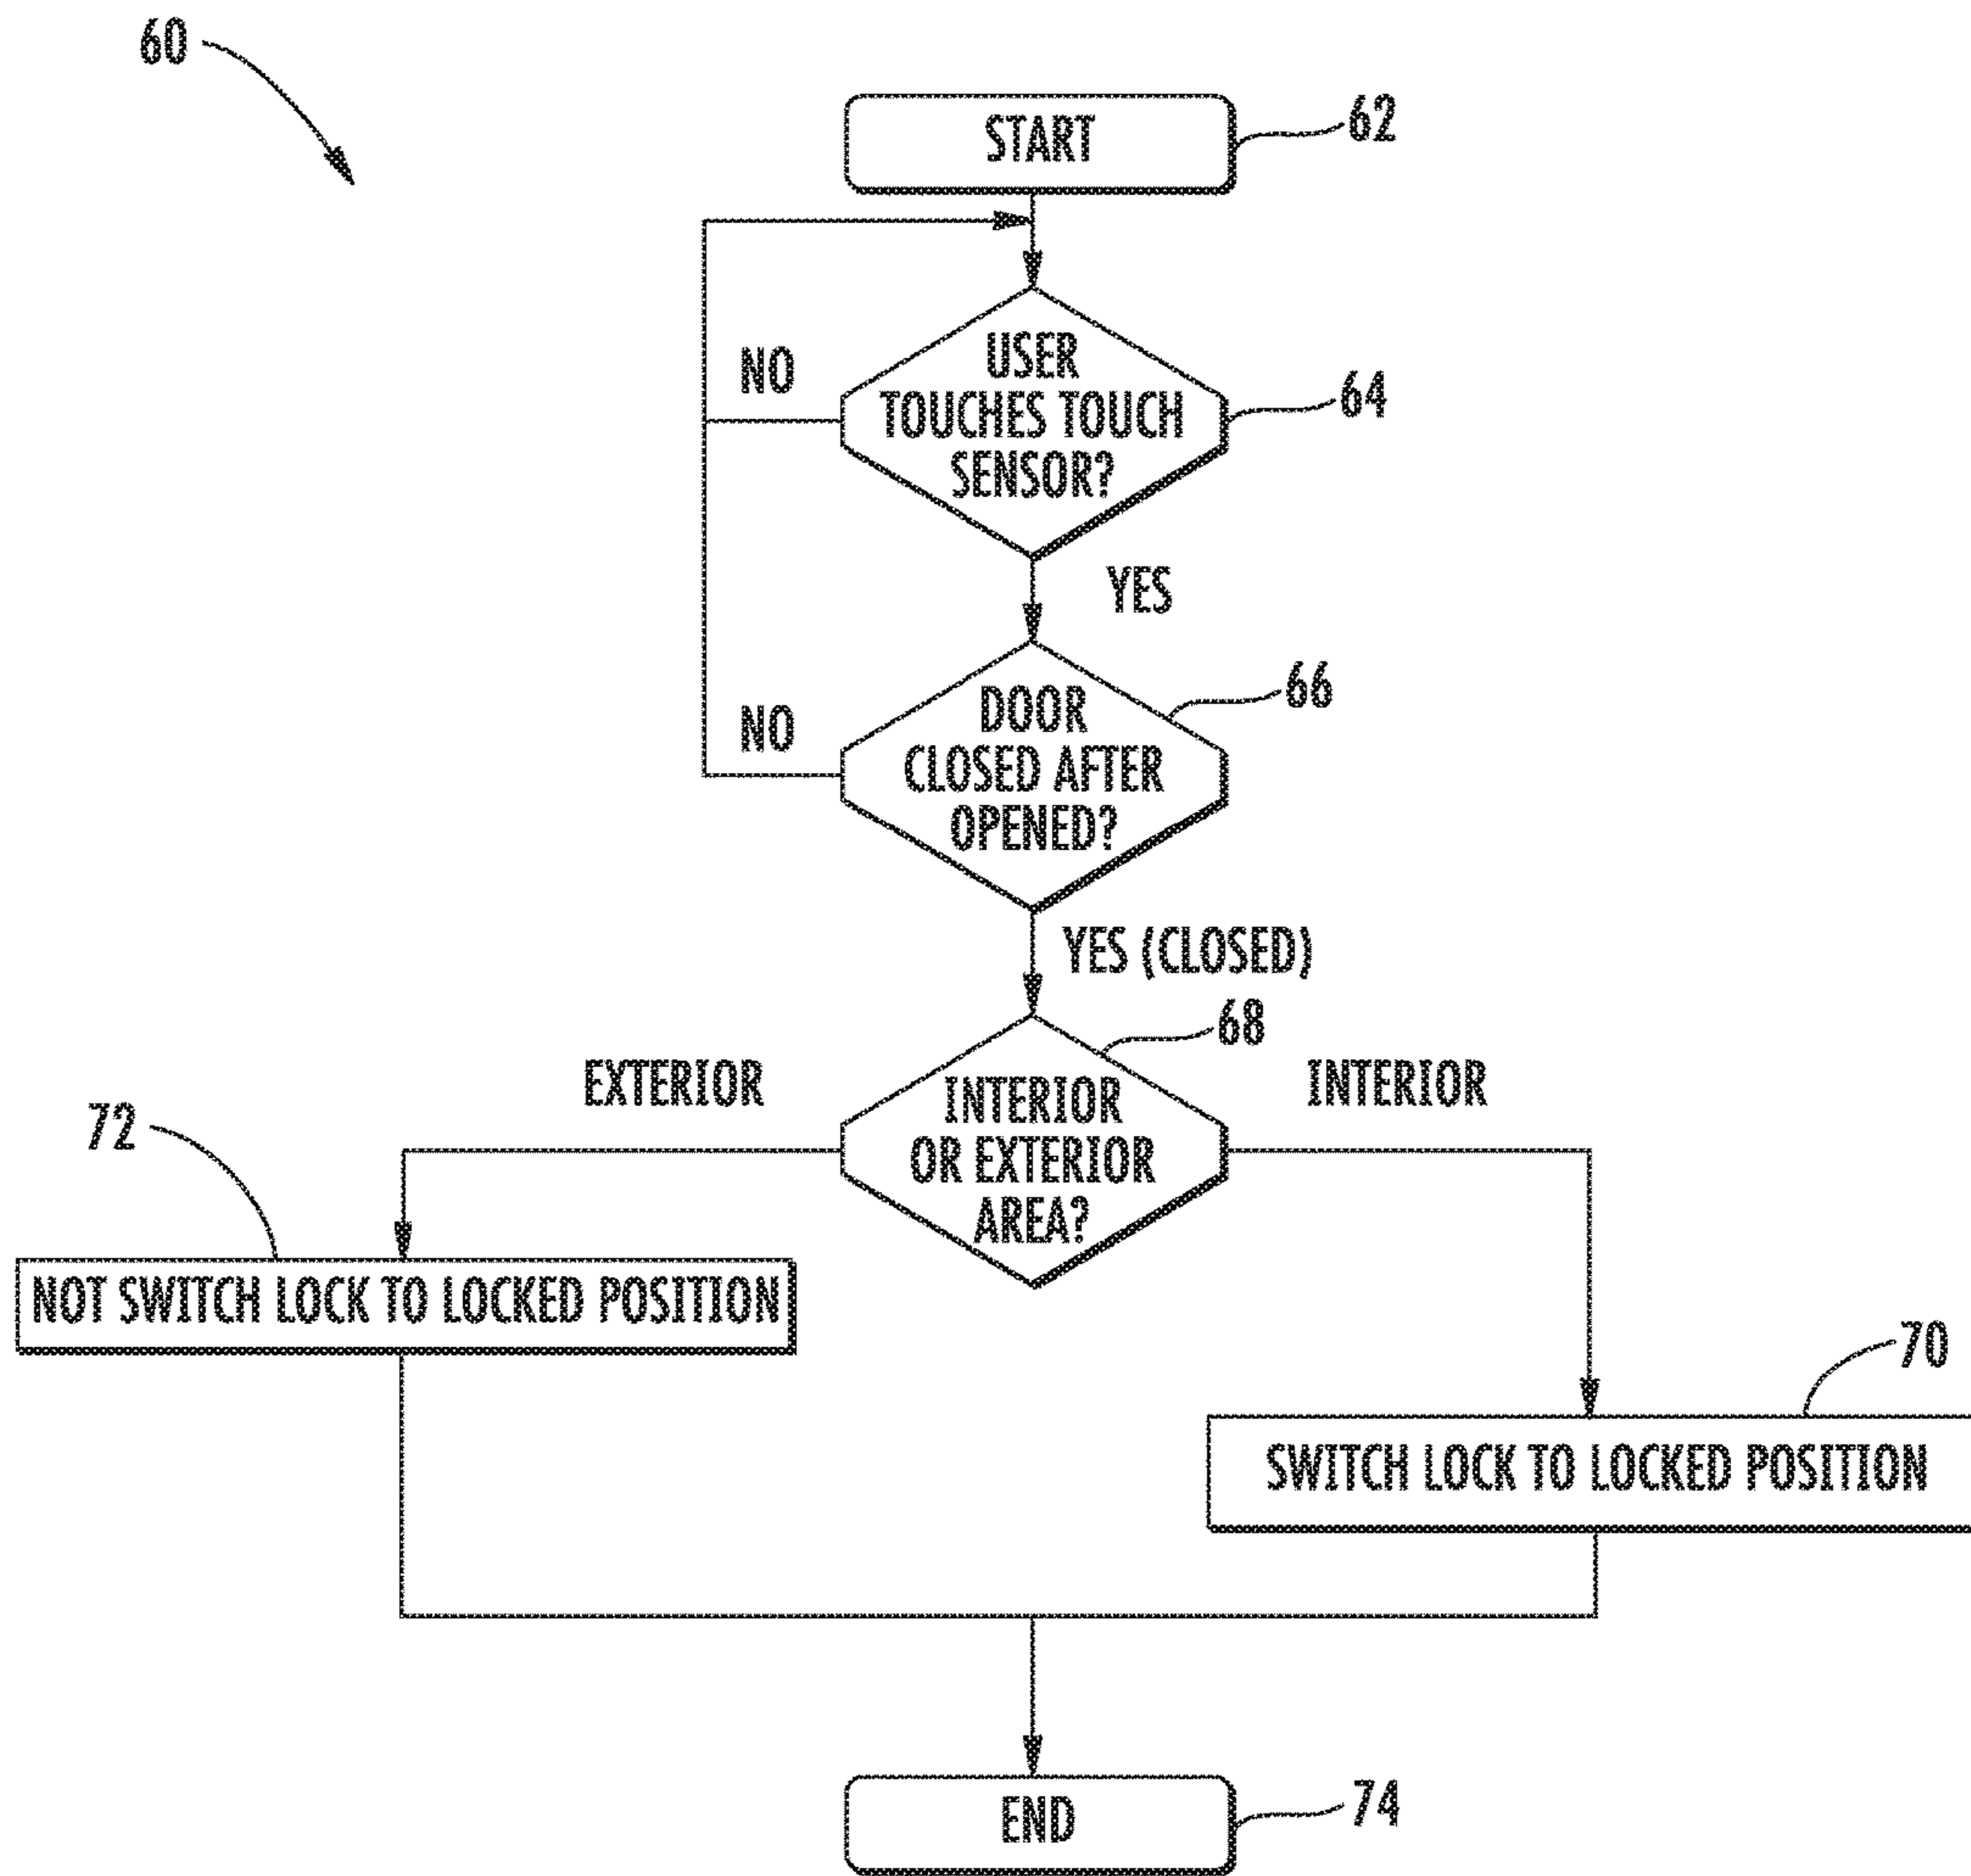 60
START
62
USER
TOUCHES TOUCH
SENSOR?
64
NO
YES
DOOR
CLOSED AFTER
OPENED?
66
NO
YES (CLOSED)
68
EXTERIOR
INTERIOR
OR EXTERIOR
AREA?
INTERIOR
72
NOT SWITCH LOCK TO LOCKED POSITION
70
SWITCH LOCK TO LOCKED POSITION
END
74